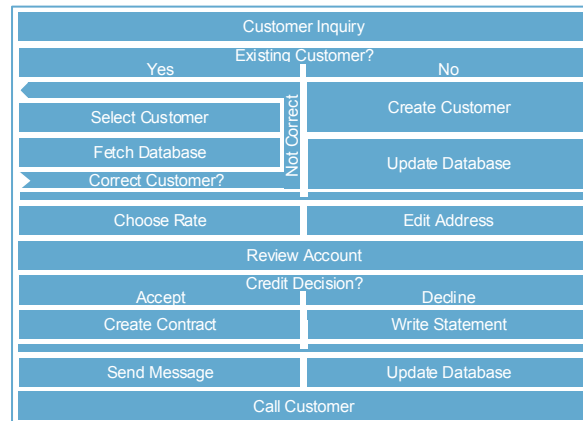 Customer Inquiry
Existing Customer?
Yes No
Select Customer
Fetch Database
Correct Customer?
Not Correct
Create Customer
Update Database
Choose Rate Edit Address
Review Account
Credit Decision?
Accept Decline
Create Contract Write Statement
Send Message Update Database
Call Customer